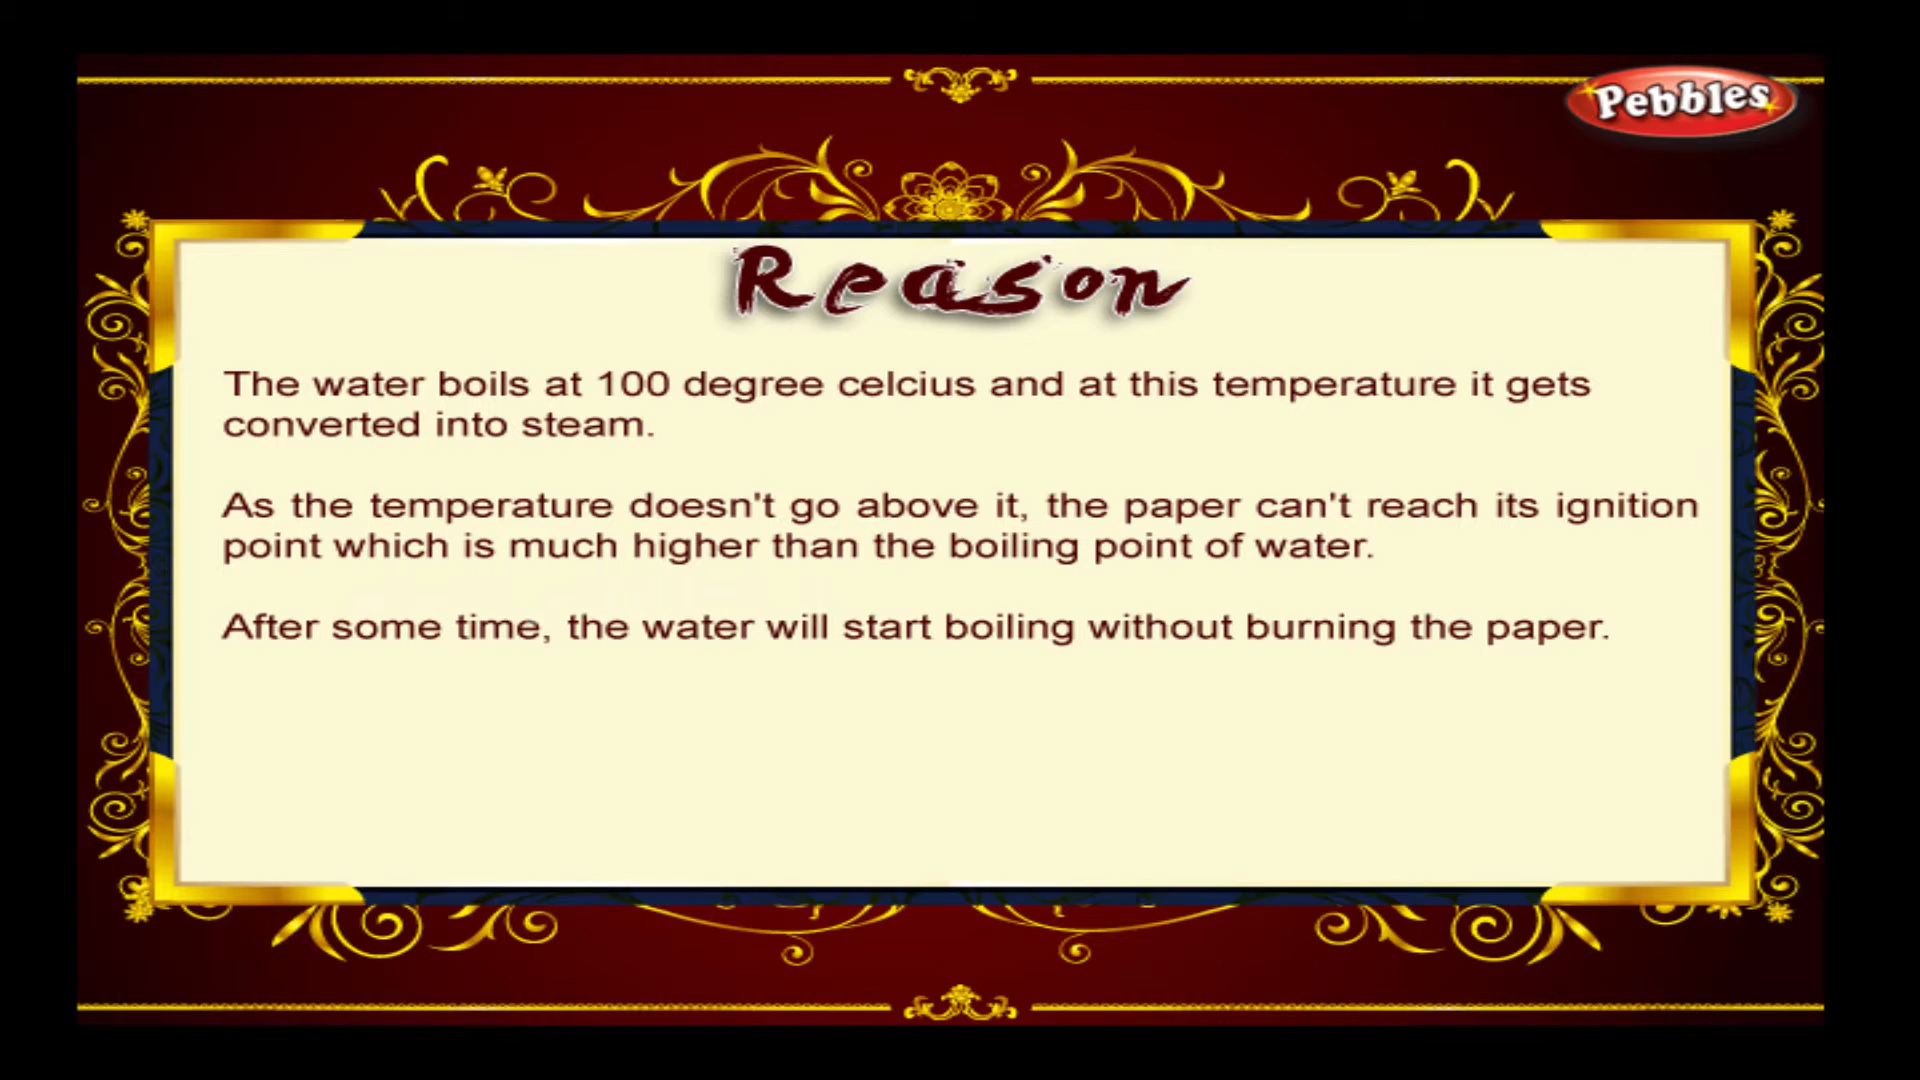 Pebbles
Reason
The water boils at 100 degree celcius and at this temperature it gets
converted into steam.
As the temperature doesn't go above it, the paper can't reach its ignition
point which is much higher than the boiling point of water.
After some time, the water will start boiling without burning the paper.